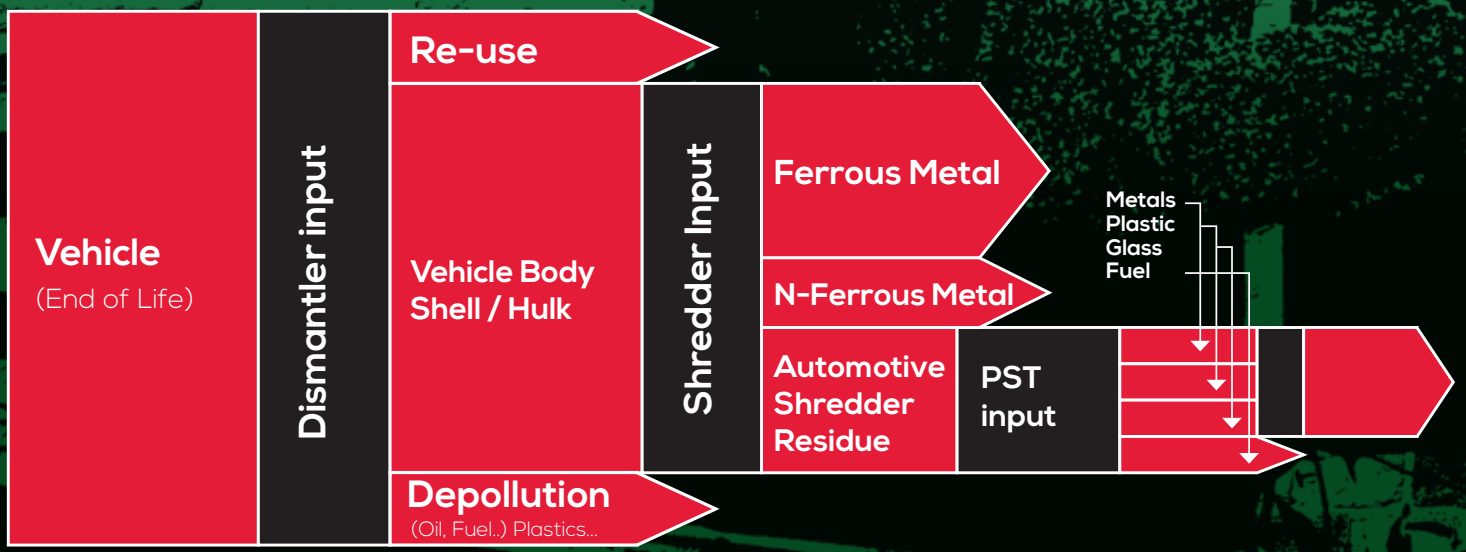 Vehicle
(End of Life)
Dismantler input
Re-use
Vehicle Body
Shell / Hulk
Depollution
(Oil, Fuel..) Plastics...
Shredder Input
Ferrous Metal
N-Ferrous Metal
Automotive
Shredder
Residue
PST
input
Metals
Plastic
Glass
Fuel